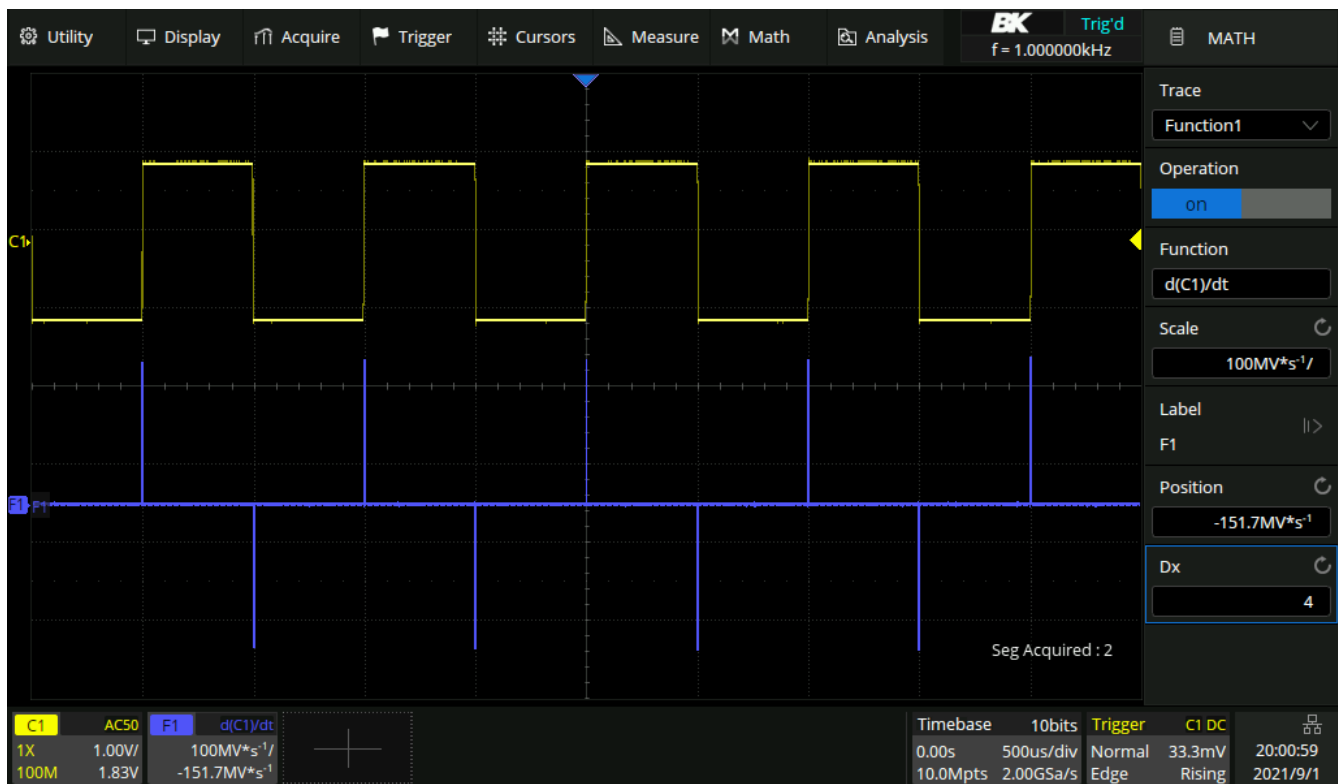 Utility Display Acquire Trigger Cursors Measure Math Analysis
BK Trig'd
f = 1.000000kHz
MATH
Trace
Function1
Operation
on
Function
d(C1)/dt
Scale
100MV*s⁻¹/
Label
F1
Position
-151.7MV*s⁻¹
Dx
4
C1
F1 F1
Seg Acquired : 2
C1 AC50
1X 1.00V/
100M 1.83V
F1 d(C1)/dt
100MV*s⁻¹/
-151.7MV*s⁻¹
Timebase 10bits
0.00s 500us/div
10.0Mpts 2.00GSa/s
Trigger C1 DC
Normal 33.3mV
Edge Rising
20:00:59
2021/9/1